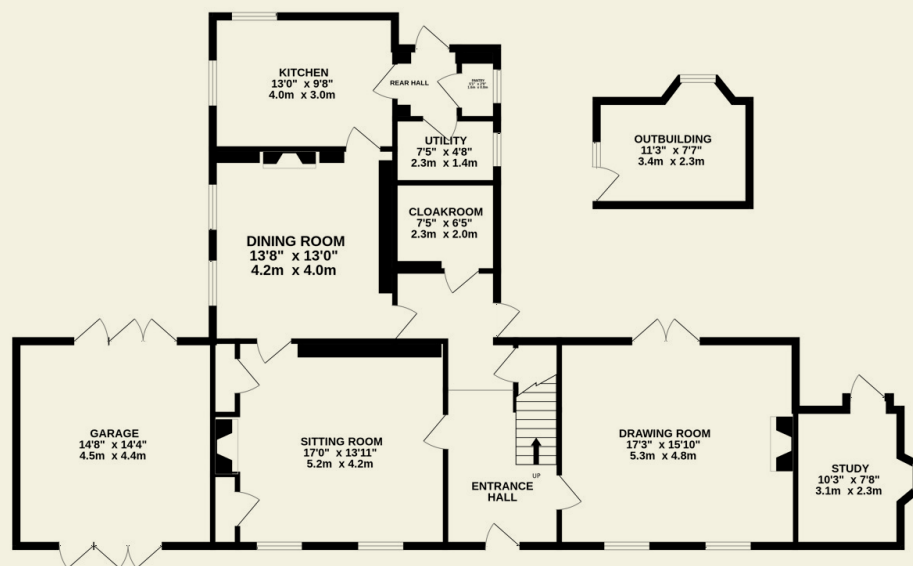 KITCHEN
13'0" x 9'8"
4.0m x 3.0m
REAR HALL
PANTRY
UTILITY
7'5" x 4'8"
2.3m x 1.4m
OUTBUILDING
11'3" x 7'7"
3.4m x 2.3m
CLOAKROOM
7'5" x 6'5"
2.3m x 2.0m
DINING ROOM
13'8" x 13'0"
4.2m x 4.0m
GARAGE
14'8" x 14'4"
4.5m x 4.4m
SITTING ROOM
17'0" x 13'11"
5.2m x 4.2m
UP
ENTRANCE
HALL
DRAWING ROOM
17'3" x 15'10"
5.3m x 4.8m
STUDY
10'3" x 7'8"
3.1m x 2.3m